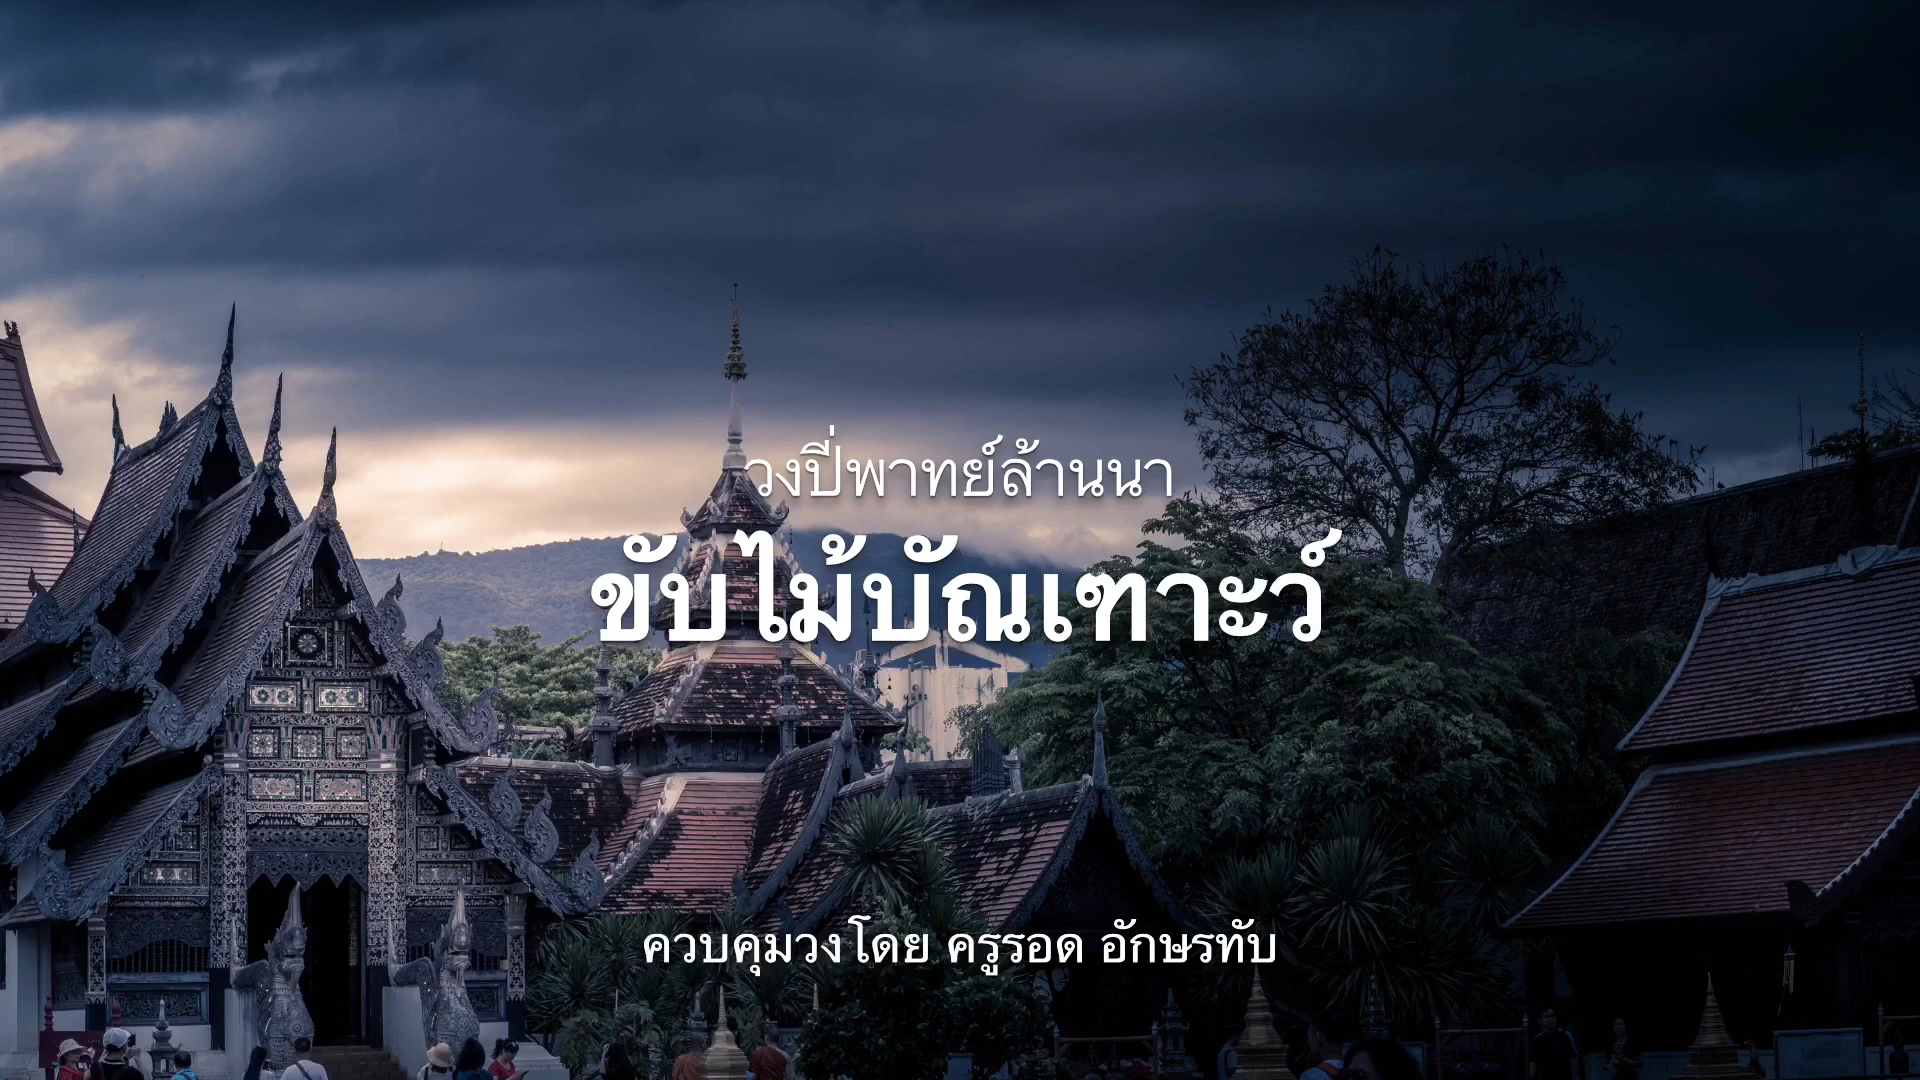 วงปี่พาทย์ล้านนา
ขับไม้บัณเฑาะว์
ควบคุมวงโดย ครูรอด อักษรทับ